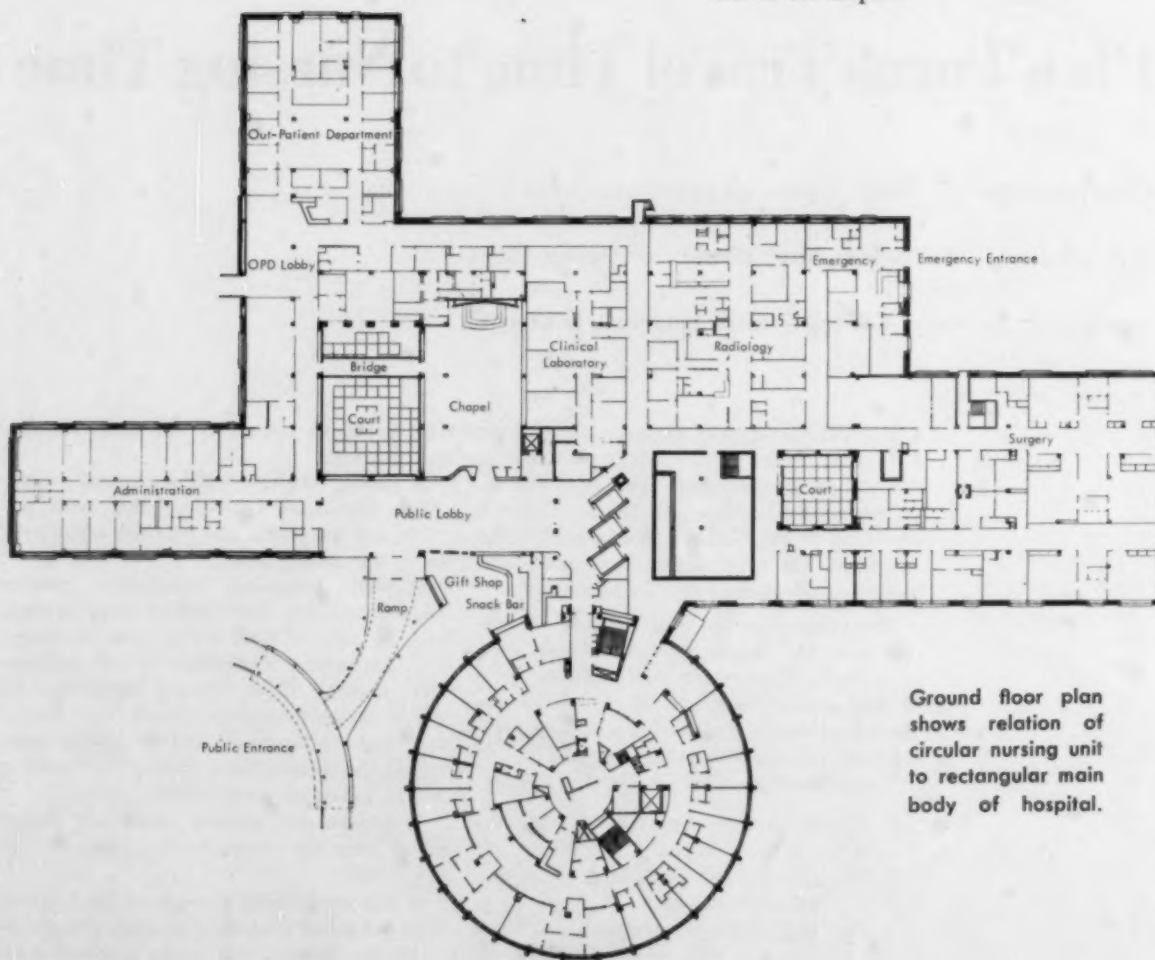 Out-Patient Department
OPD Lobby
Emergency
Emergency Entrance
Bridge
Clinical
Laboratory
Radiology
Court
Chapel
Surgery
Administration
Court
Public Lobby
Gift Shop
Snack Bar
Ramp
Public Entrance
Ground floor plan
shows relation of
circular nursing unit
to rectangular main
body of hospital.